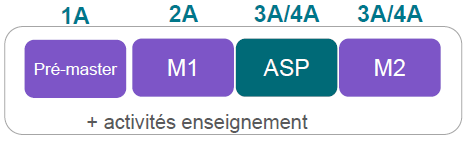 1A 2A 3A/4A 3A/4A
Pré-master M1 ASP M2
+ activités enseignement